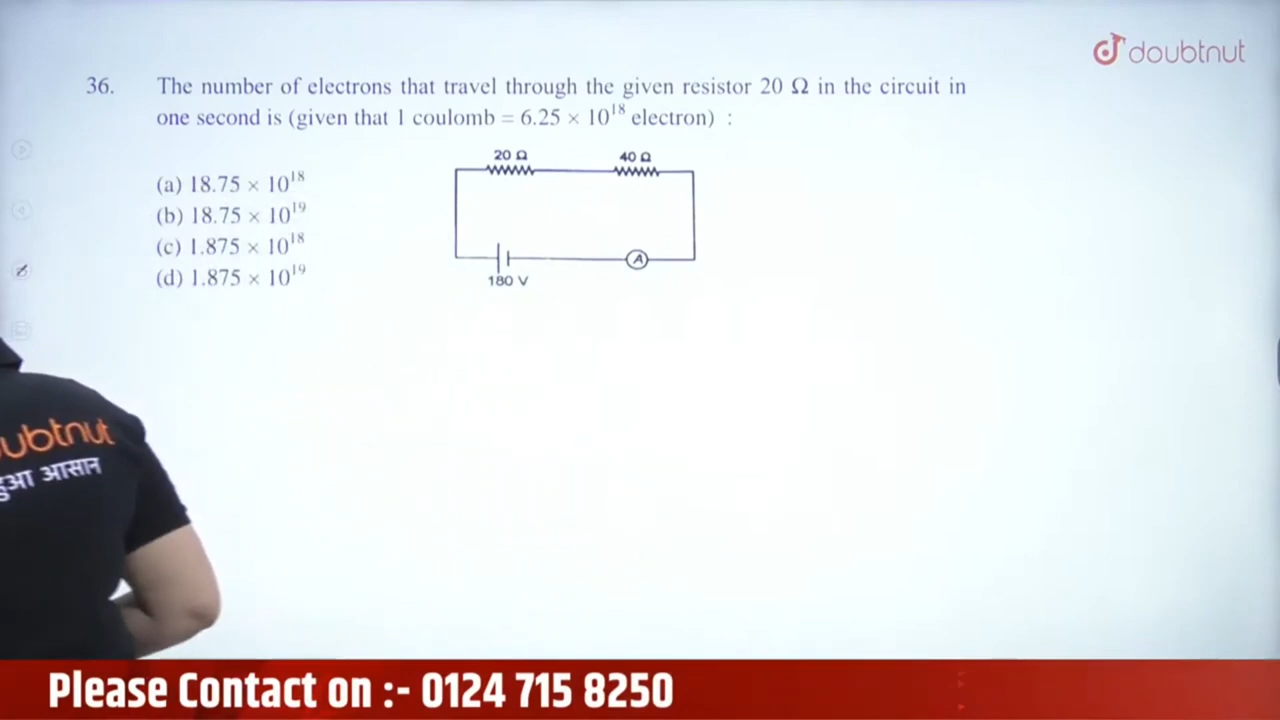 doubtnut
36. The number of electrons that travel through the given resistor 20 Ω in the circuit in
one second is (given that 1 coulomb = 6.25 × 10¹⁸ electron) :
(a) 18.75 × 10¹⁸
(b) 18.75 × 10¹⁹
(c) 1.875 × 10¹⁸
(d) 1.875 × 10¹⁹
20 Ω
40 Ω
A
180 V
ubtnut
हुआ आसान
Please Contact on :- 0124 715 8250